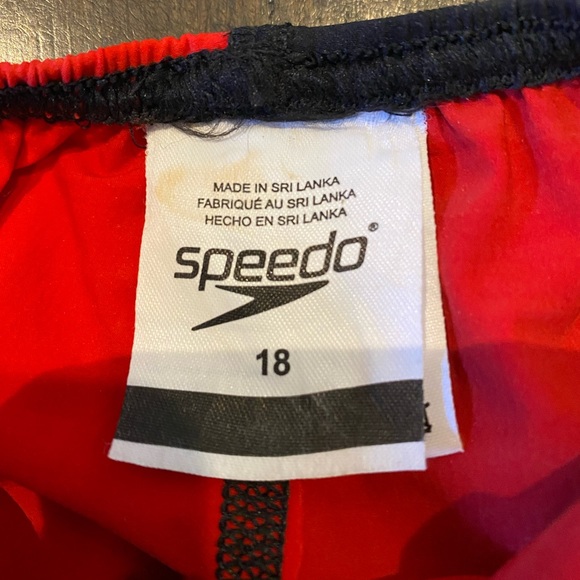 MADE IN SRI LANKA
FABRIQUÉ AU SRI LANKA
HECHO EN SRI LANKA
speedo®
18